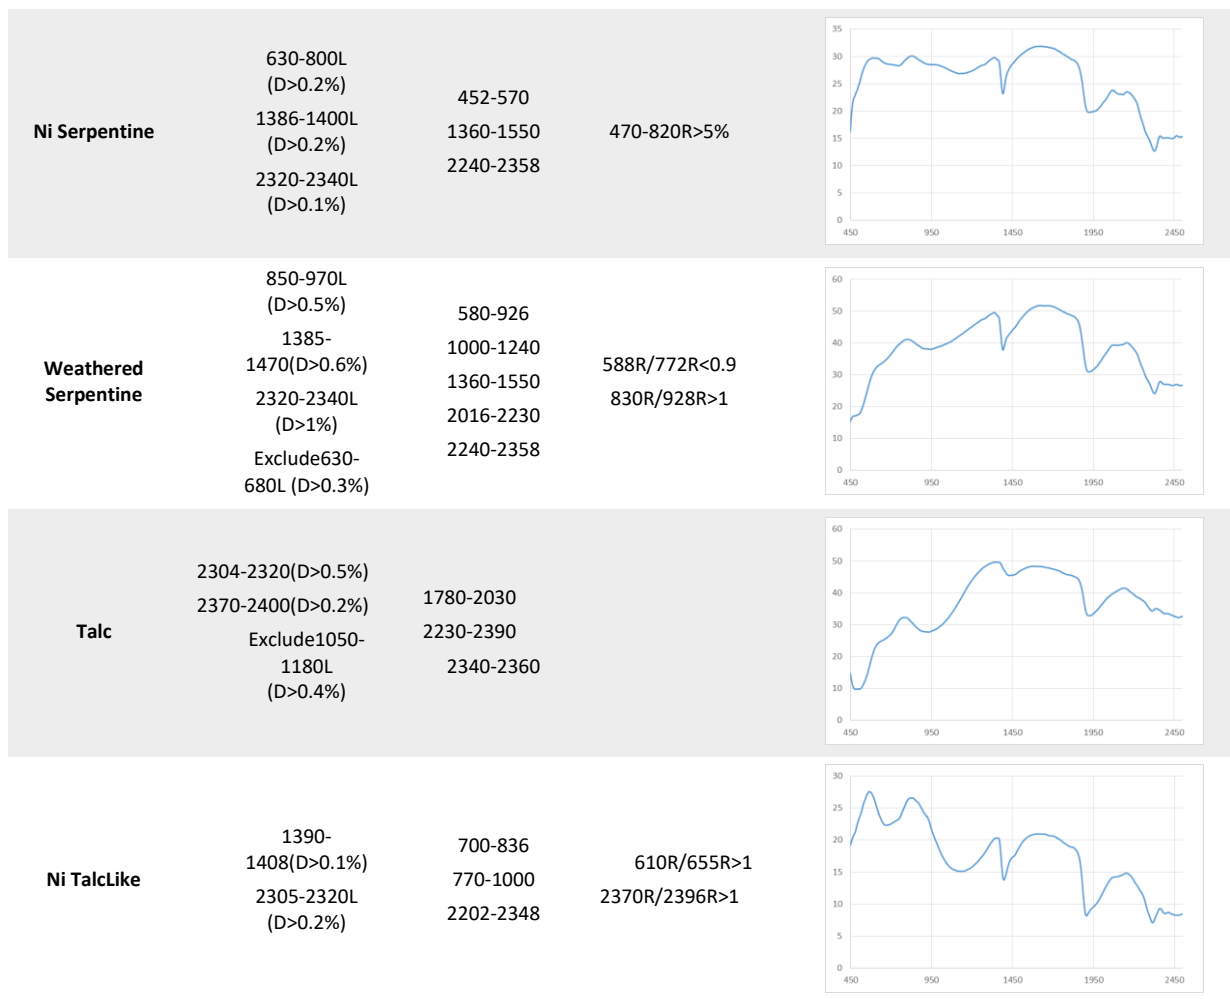 Ni Serpentine
630-800L
(D>0.2%)
1386-1400L
(D>0.2%)
2320-2340L
(D>0.1%)
452-570
1360-1550
2240-2358
470-820R>5%
35
30
25
20
15
10
5
0
450 950 1450 1950 2450
Weathered
Serpentine
850-970L
(D>0.5%)
1385-
1470(D>0.6%)
2320-2340L
(D>1%)
Exclude630-
680L (D>0.3%)
580-926
1000-1240
1360-1550
2016-2230
2240-2358
588R/772R<0.9
830R/928R>1
60
50
40
30
20
10
0
450 950 1450 1950 2450
Talc
2304-2320(D>0.5%)
2370-2400(D>0.2%)
Exclude1050-
1180L
(D>0.4%)
1780-2030
2230-2390
2340-2360
60
50
40
30
20
10
0
450 950 1450 1950 2450
Ni TalcLike
1390-
1408(D>0.1%)
2305-2320L
(D>0.2%)
700-836
770-1000
2202-2348
610R/655R>1
2370R/2396R>1
30
25
20
15
10
5
0
450 950 1450 1950 2450